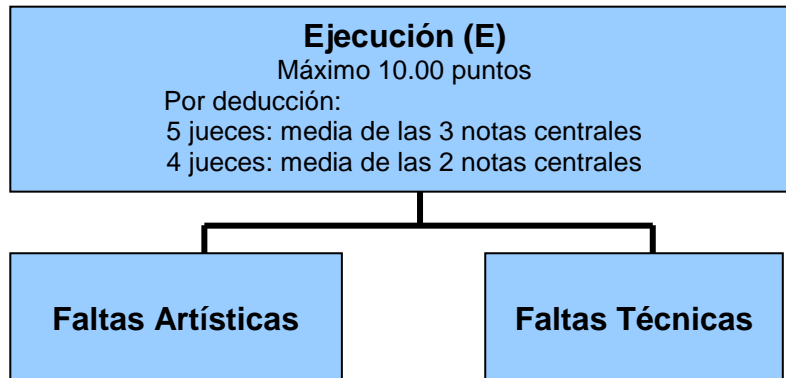 Ejecución (E)
Máximo 10.00 puntos
Por deducción:
5 jueces: media de las 3 notas centrales
4 jueces: media de las 2 notas centrales
Faltas Artísticas
Faltas Técnicas